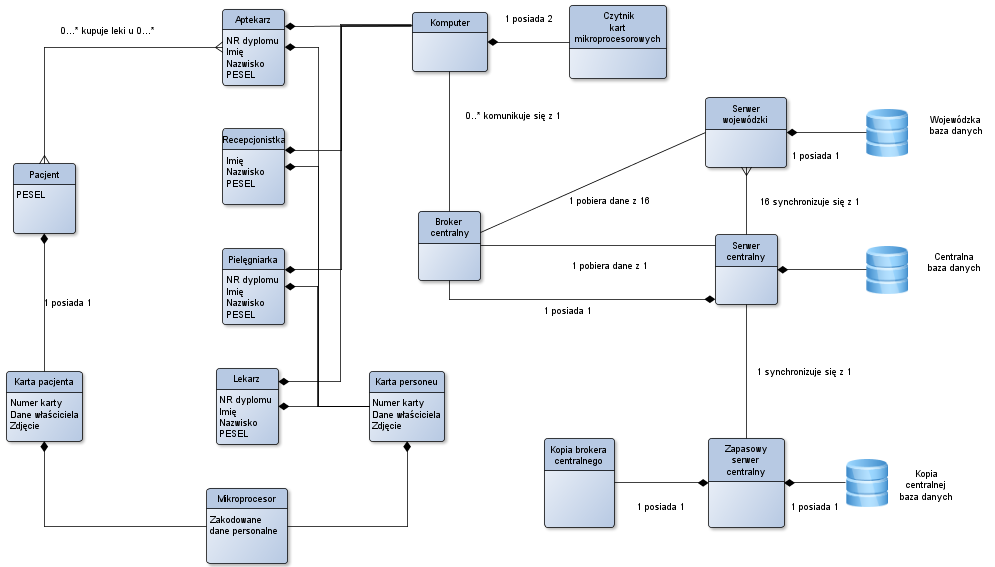 0...* kupuje leki u 0...*
Aptekarz
NR dyplomu
Imię
Nazwisko
PESEL
Komputer
1 posiada 2
Czytnik
kart
mikroprocesorowych
0..* komunikuje się z 1
Serwer
wojewódzki
1 posiada 1
Wojewódzka
baza danych
Recepcjonistka
Imię
Nazwisko
PESEL
Pacjent
PESEL
1 pobiera dane z 16
16 synchronizuje się z 1
Broker
centralny
Serwer
centralny
1 pobiera dane z 1
Centralna
baza danych
Pielęgniarka
NR dyplomu
Imię
Nazwisko
PESEL
1 posiada 1
1 posiada 1
Karta pacjenta
Numer karty
Dane właściciela
Zdjęcie
Lekarz
NR dyplomu
Imię
Nazwisko
PESEL
Karta personeu
Numer karty
Dane właściciela
Zdjęcie
1 synchronizuje się z 1
Kopia brokera
centralnego
1 posiada 1
Zapasowy
serwer
centralny
1 posiada 1
Kopia
centralnej
baza danych
Mikroprocesor
Zakodowane
dane personalne